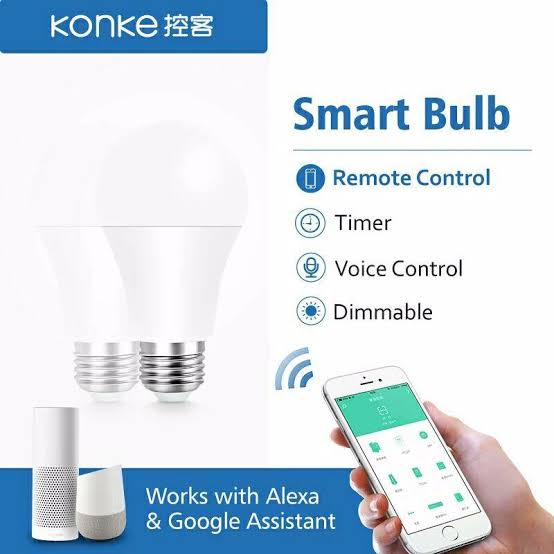 Konke 控客
Smart Bulb
Remote Control
Timer
Voice Control
Dimmable
Works with Alexa
& Google Assistant